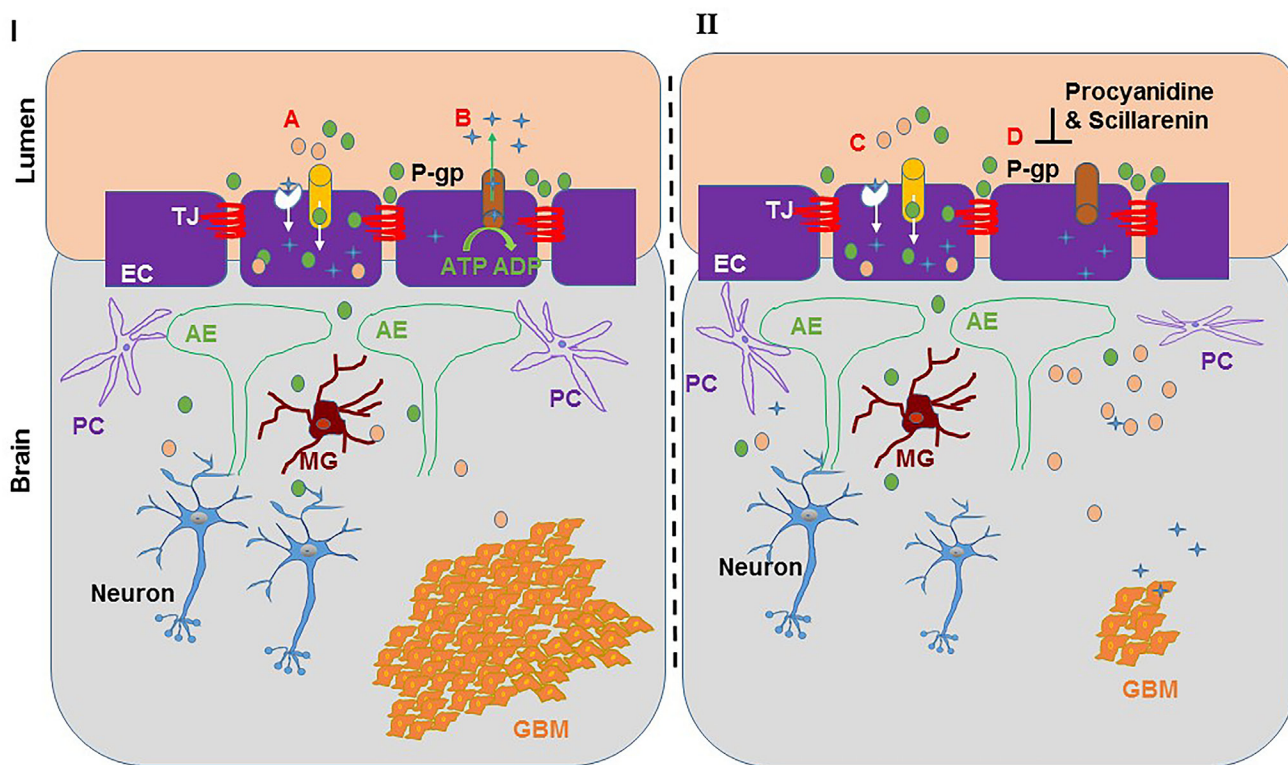 I
II
Lumen
Brain
A
B
P-gp
TJ
EC
ATP ADP
AE
AE
PC
PC
MG
Neuron
GBM
C
D
Procyanidine
& Scillarenin
P-gp
TJ
EC
AE
AE
PC
PC
MG
Neuron
GBM